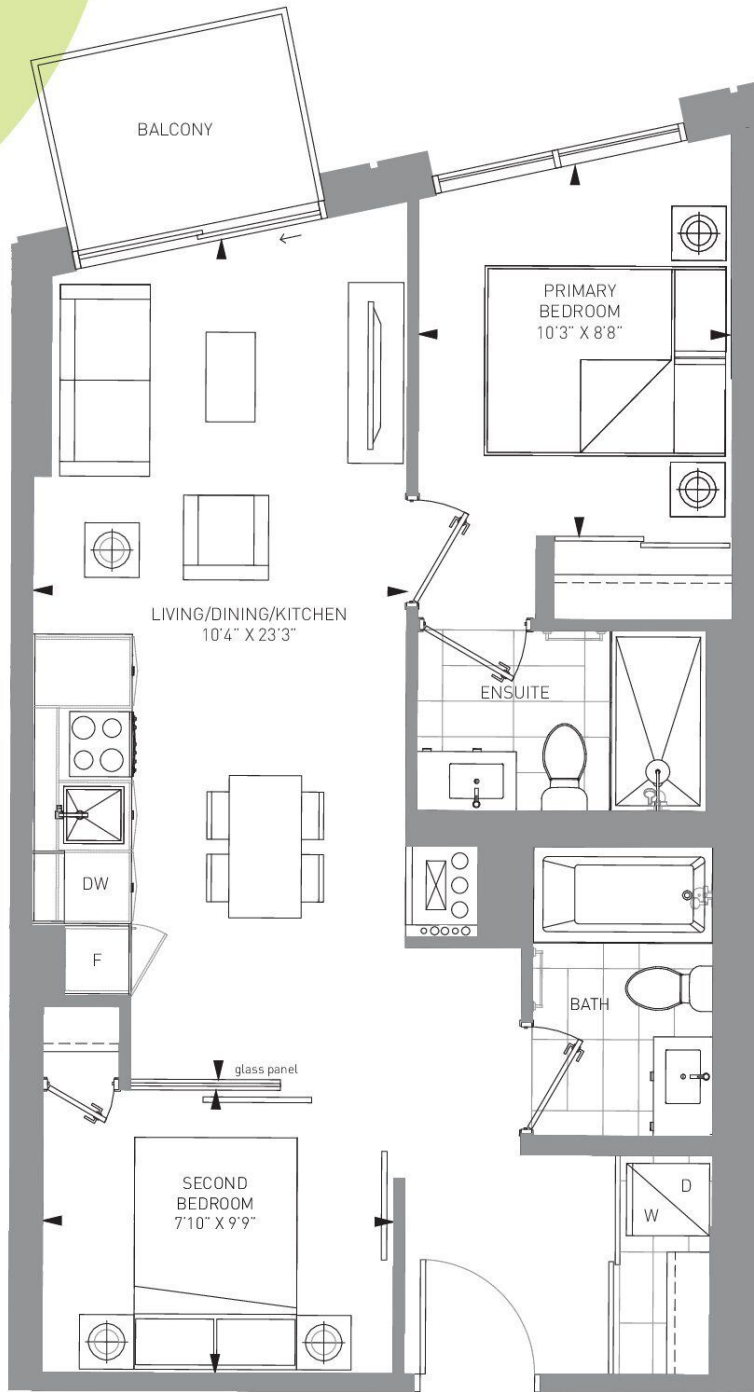 BALCONY
PRIMARY
BEDROOM
10'3" X 8'8"
LIVING/DINING/KITCHEN
10'4" X 23'3"
ENSUITE
DW
F
BATH
glass panel
SECOND
BEDROOM
7'10" X 9'9"
D
W